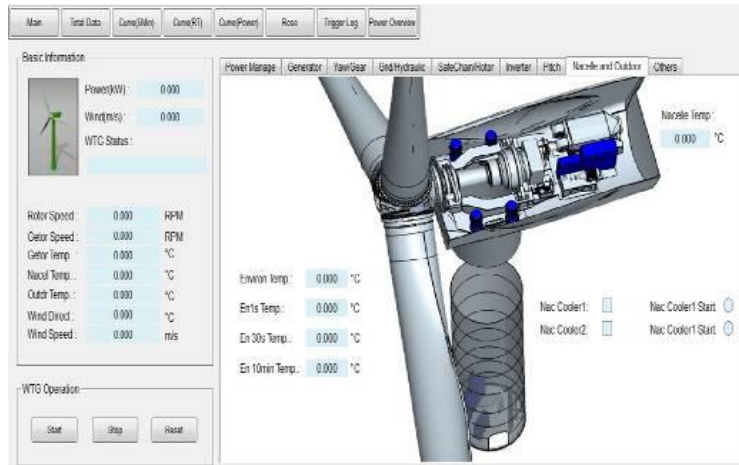 Main Total Data Curve(5Min) Curve(RT) Curve(Power) Rose Trigger Log Power Overview
Basic Information
Power(kW) : 0.000
Wind(m/s) : 0.000
WTG Status :
Rotor Speed : 0.000 RPM
Getor Speed : 0.000 RPM
Getor Temp. : 0.000 °C
Nacel Temp. : 0.000 °C
Outdr Temp. : 0.000 °C
Wind Direct : 0.000 °C
Wind Speed : 0.000 m/s
WTG Operation
Start Stop Reset
Power Manage Generator Yaw/Gear Grid/Hydraulic SafeChain/Rotor Inverter Pitch Nacelle and Outdoor Others
Nacelle Temp :
0.000 °C
Environ Temp.: 0.000 °C
En1s Temp.: 0.000 °C
En 30s Temp.: 0.000 °C
En 10min Temp.: 0.000 °C
Nac Cooler1: Nac Cooler1 Start:
Nac Cooler2: Nac Cooler1 Start: